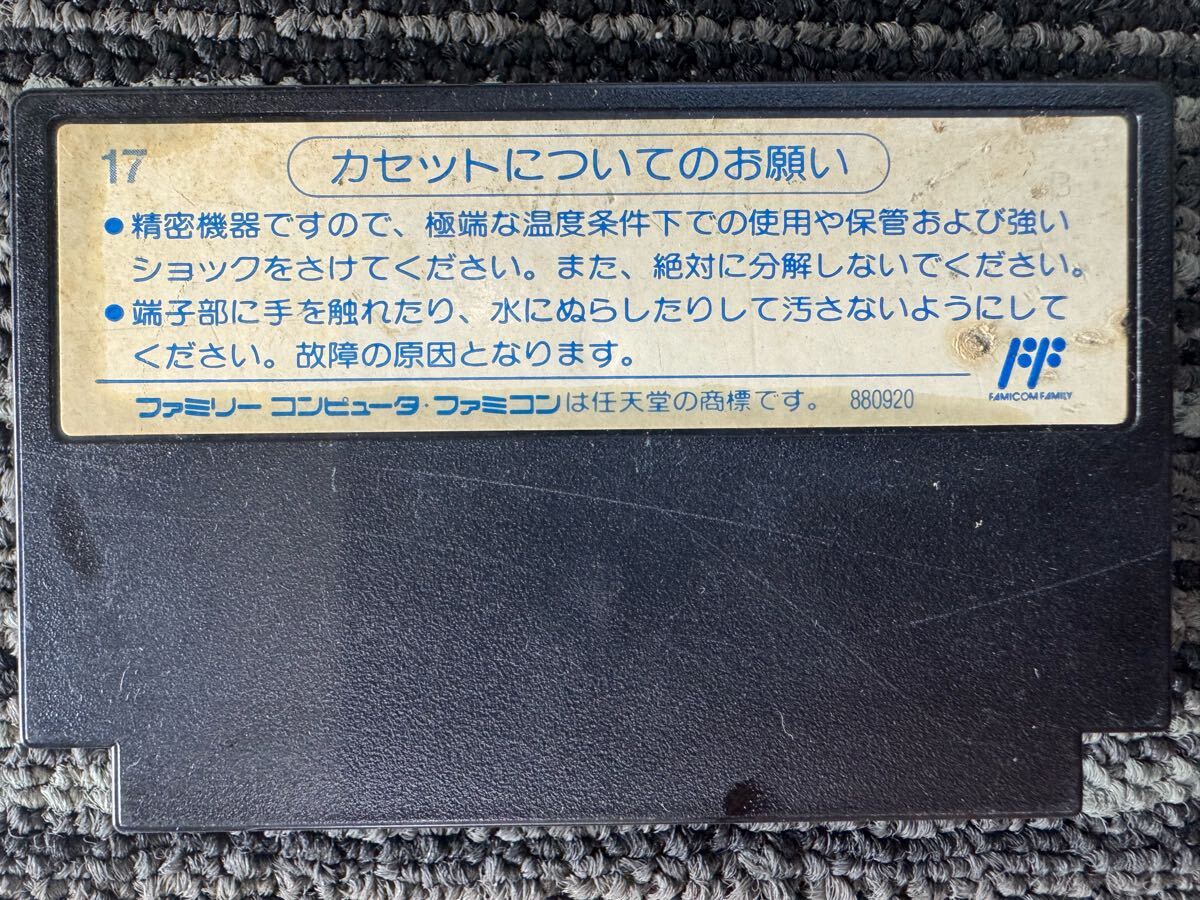 17
カセットについてのお願い
●精密機器ですので、極端な温度条件下での使用や保管および強い
ショックをさけてください。また、絶対に分解しないでください。
●端子部に手を触れたり、水にぬらしたりして汚さないようにして
ください。故障の原因となります。
FF
FAMICOM FAMILY
ファミリーコンピュータ・ファミコンは任天堂の商標です。 880920